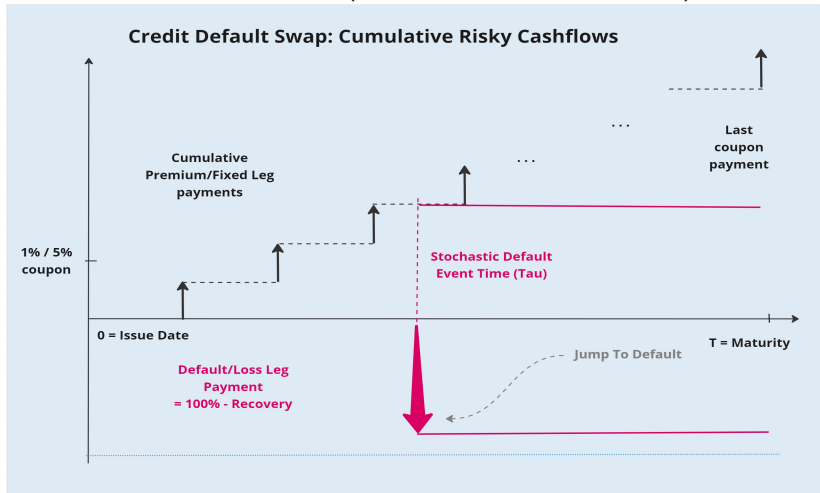 Credit Default Swap: Cumulative Risky Cashflows
Cumulative
Premium/Fixed Leg
payments
. . .
. . .
Last
coupon
payment
1% / 5%
coupon
Stochastic Default
Event Time (Tau)
0 = Issue Date
T = Maturity
Default/Loss Leg
Payment
= 100% - Recovery
Jump To Default